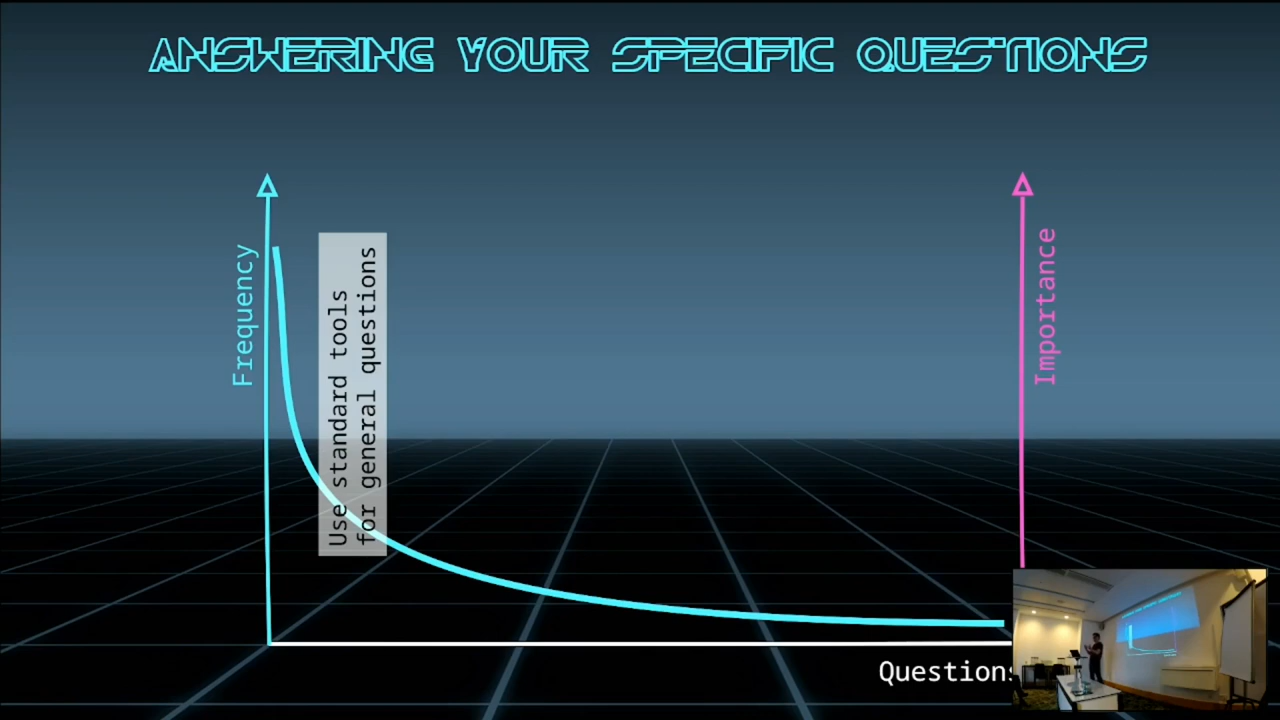 ANSWERING YOUR SPECIFIC QUESTIONS
Frequency
Use standard tools
for general questions
Importance
Questions